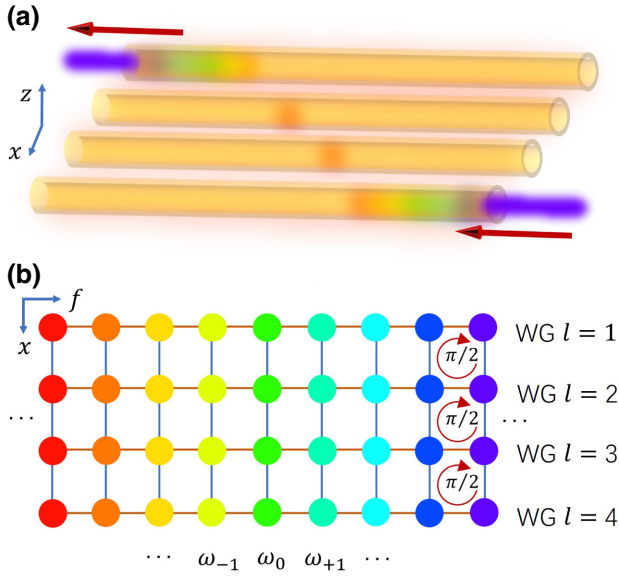 (a)
z
x
(b)
f
x
WG l = 1
π/2
WG l = 2
π/2
··· ···
WG l = 3
π/2
WG l = 4
··· ω₋₁ ω₀ ω₊₁ ···